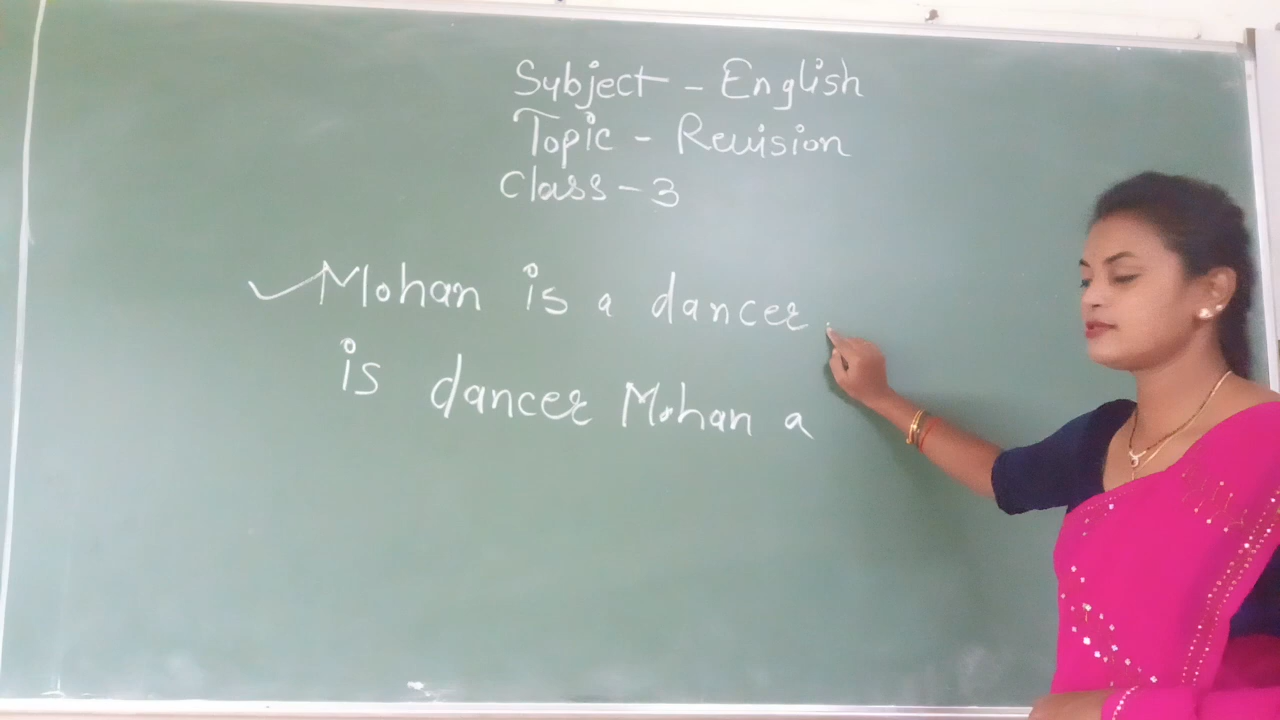 Subject - English
Topic - Revision
Class - 3
✓ Mohan is a dancer.
is dancer Mohan a